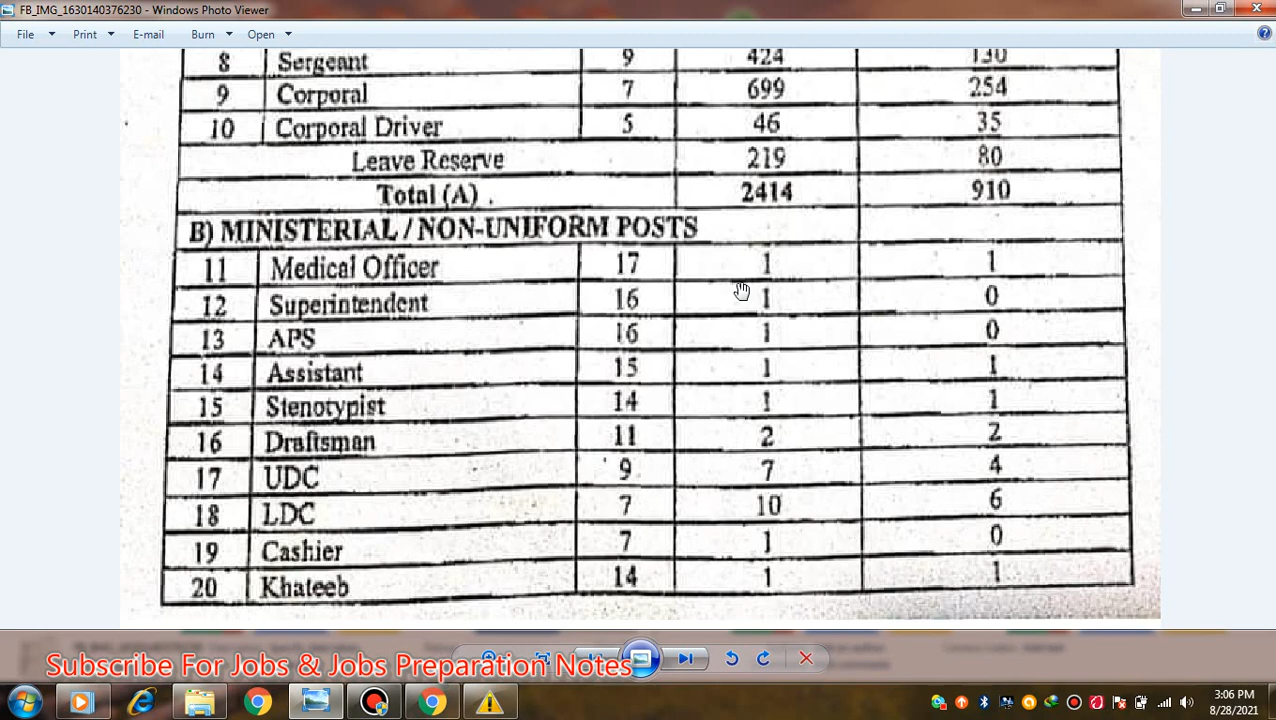 FB_IMG_1630140376230 - Windows Photo Viewer
File Print E-mail Burn Open
8 Sergeant 9 424 130
9 Corporal 7 699 254
10 Corporal Driver 5 46 35
Leave Reserve 219 80
Total (A) . 2414 910
B) MINISTERIAL / NON-UNIFORM POSTS
11 Medical Officer 17 1 1
12 Superintendent 16 1 0
13 APS 16 1 0
14 Assistant 15 1 1
15 Stenotypist 14 1 1
16 Draftsman 11 2 2
17 UDC 9 7 4
18 LDC 7 10 6
19 Cashier 7 1 0
20 Khateeb 14 1 1
Subscribe For Jobs & Jobs Preparation Notes
3:06 PM
8/28/2021